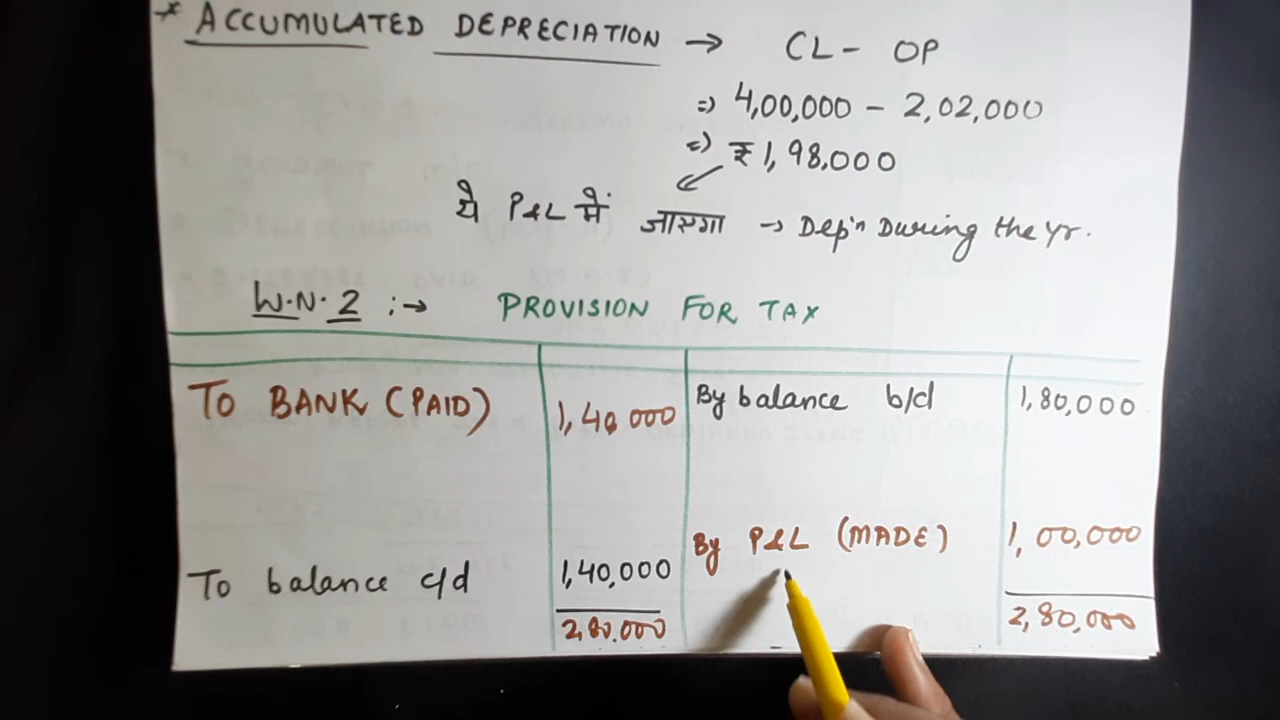 * ACCUMULATED DEPRECIATION → CL - OP
⇒ 4,00,000 - 2,02,000
⇒ ₹1,98,000
ये P&L में जाएगा → Dep'n During the yr.
W.N. 2 :→ PROVISION FOR TAX
To BANK (PAID) 1,40,000 By balance b/d 1,80,000
By P&L (MADE) 1,00,000
To balance c/d 1,40,000
2,80,000 2,80,000